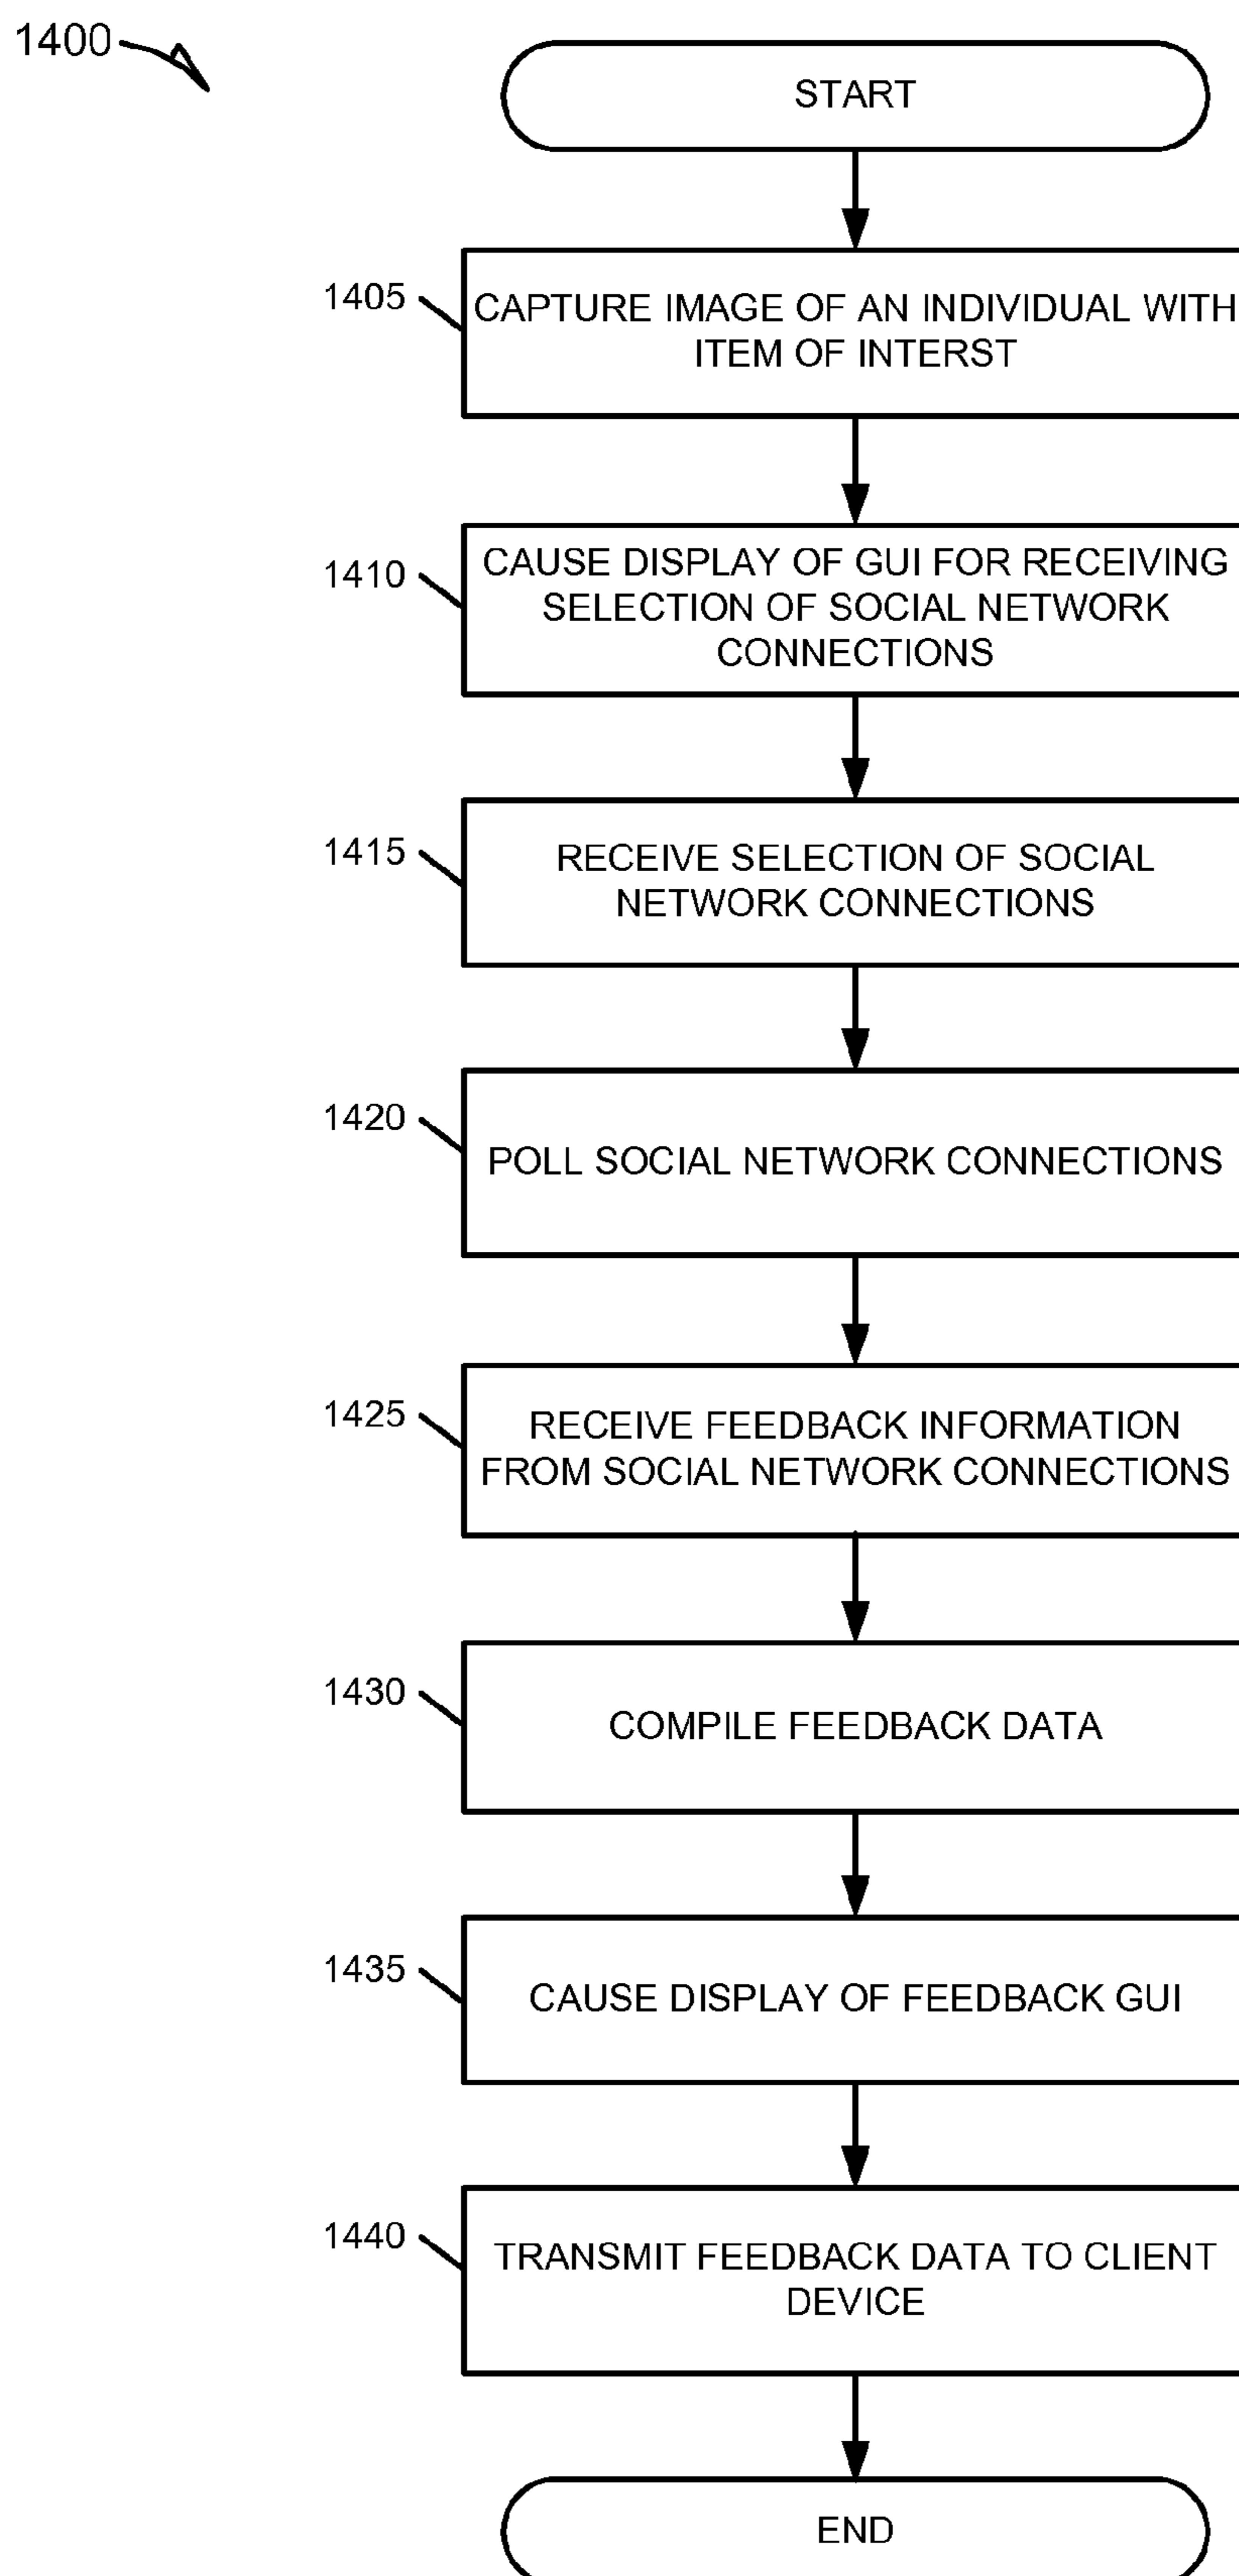 1400
START
1405
CAPTURE IMAGE OF AN INDIVIDUAL WITH
ITEM OF INTERST
1410
CAUSE DISPLAY OF GUI FOR RECEIVING
SELECTION OF SOCIAL NETWORK
CONNECTIONS
1415
RECEIVE SELECTION OF SOCIAL
NETWORK CONNECTIONS
1420
POLL SOCIAL NETWORK CONNECTIONS
1425
RECEIVE FEEDBACK INFORMATION
FROM SOCIAL NETWORK CONNECTIONS
1430
COMPILE FEEDBACK DATA
1435
CAUSE DISPLAY OF FEEDBACK GUI
1440
TRANSMIT FEEDBACK DATA TO CLIENT
DEVICE
END